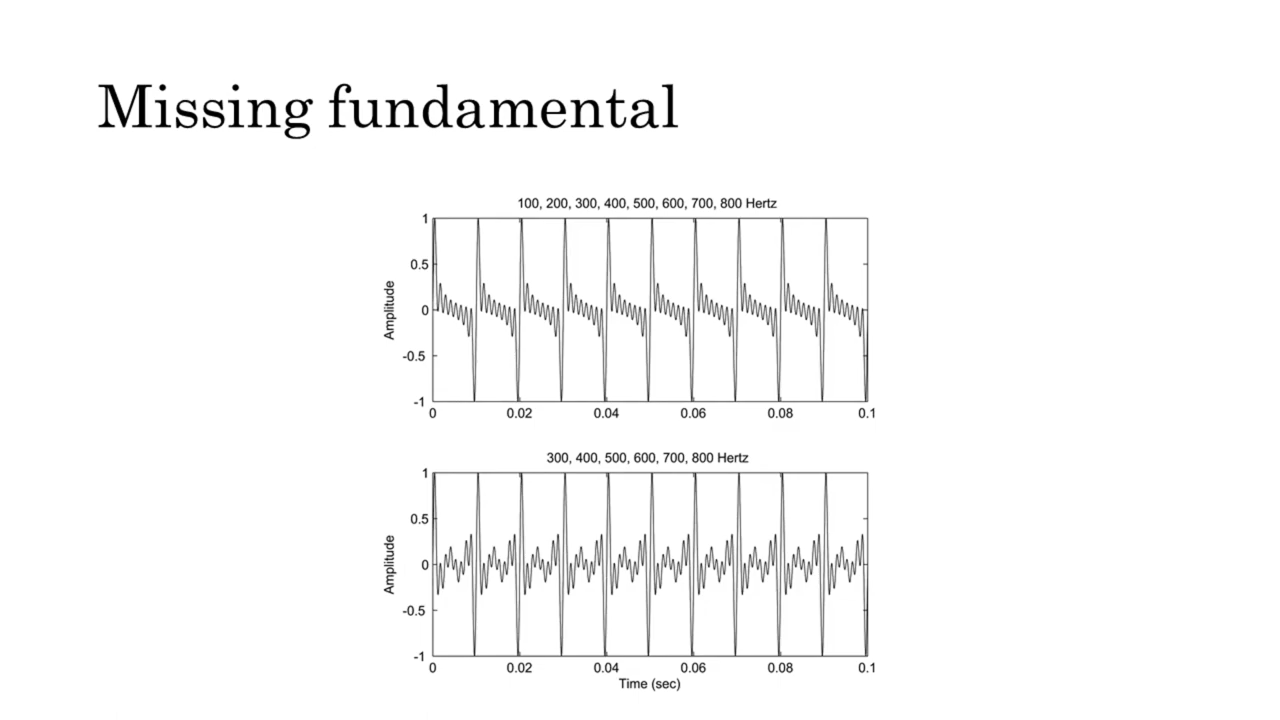 Missing fundamental
100, 200, 300, 400, 500, 600, 700, 800 Hertz
1
0.5
0
-0.5
-1
Amplitude
0 0.02 0.04 0.06 0.08 0.1
300, 400, 500, 600, 700, 800 Hertz
1
0.5
0
-0.5
-1
Amplitude
0 0.02 0.04 0.06 0.08 0.1
Time (sec)